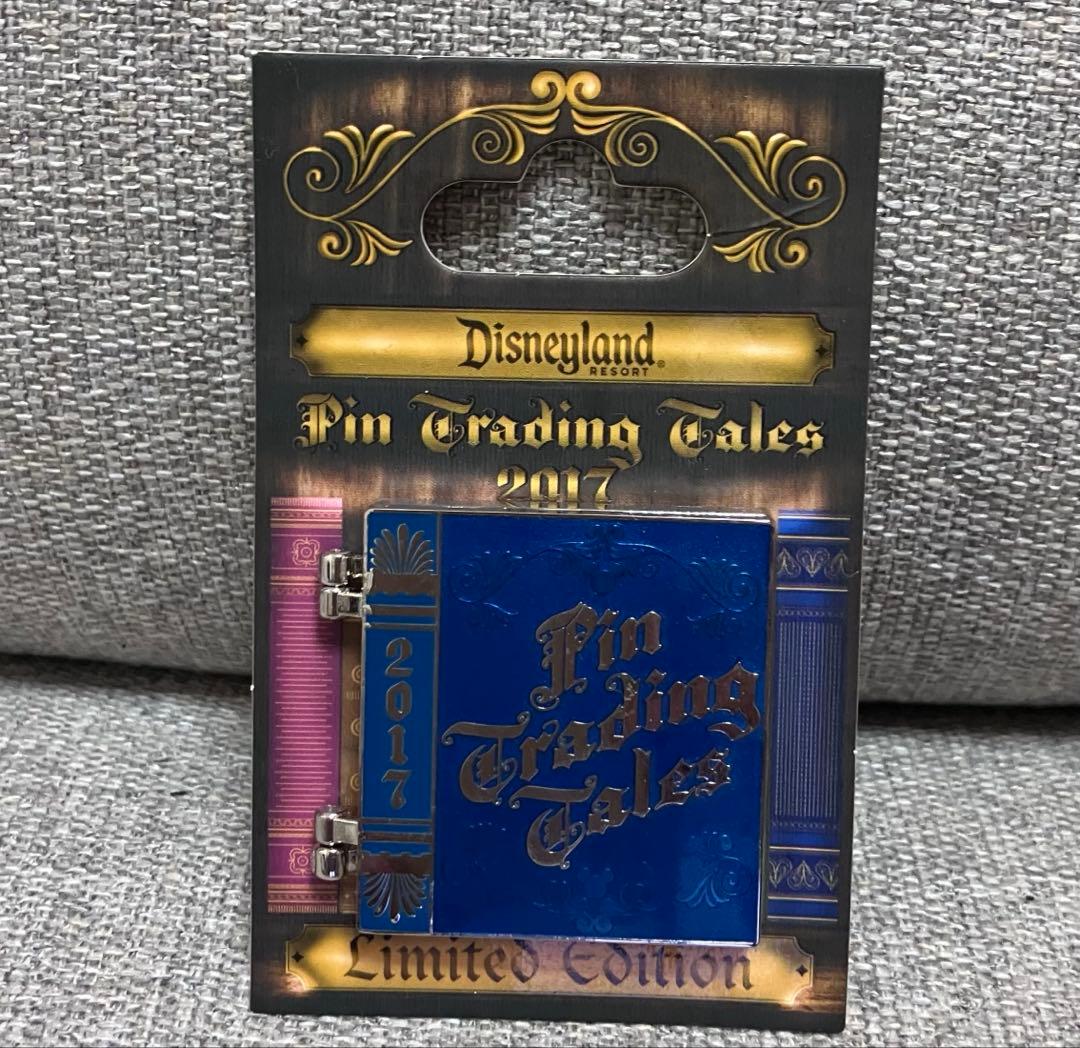 Disneyland
RESORT®
Pin Trading Tales
2017
2017
Pin
Trading
Tales
Limited Edition